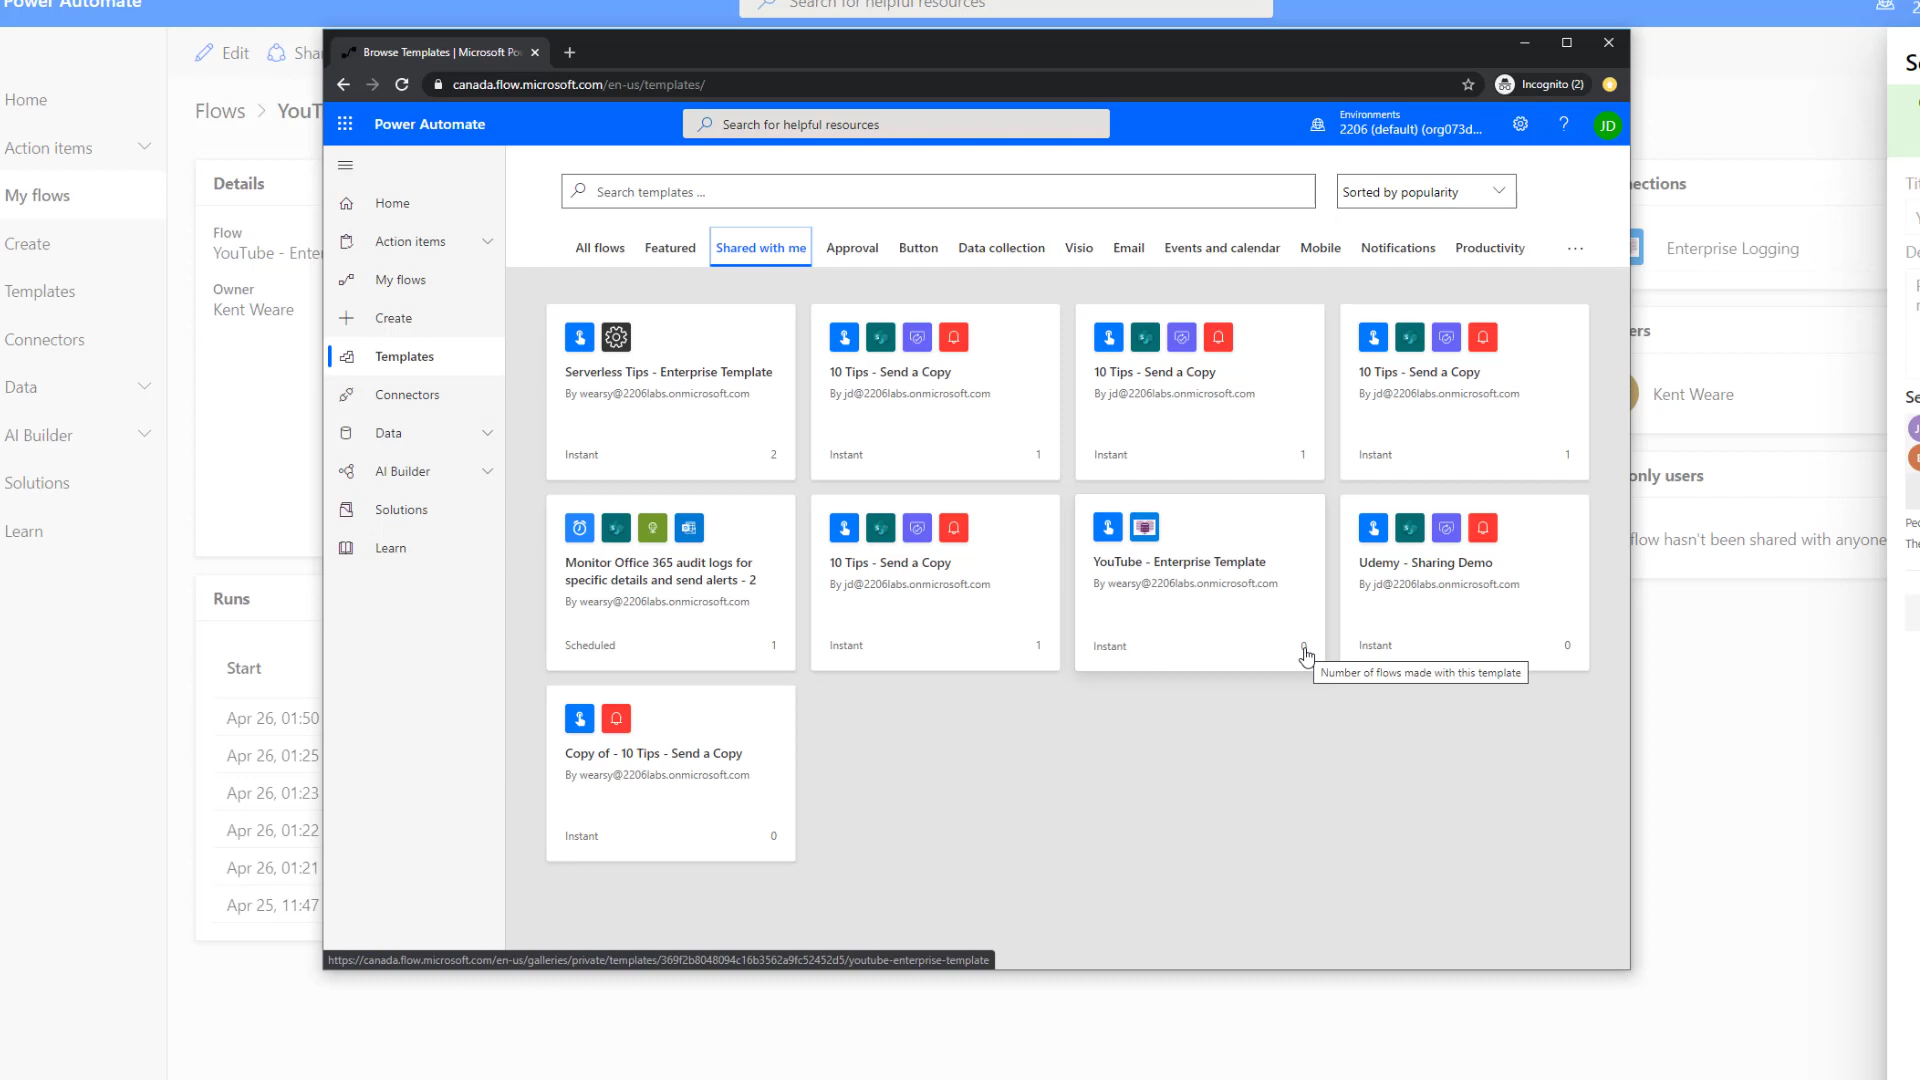 Power Automate
Search for helpful resources
Edit
Home
Action items
My flows
Create
Templates
Connectors
Data
AI Builder
Solutions
Learn
Flows
Details
Flow
Owner
Kent Weare
Runs
Start
Apr 26, 01:50
Apr 26, 01:25
Apr 26, 01:23
Apr 26, 01:22
Apr 26, 01:21
Apr 25, 11:47
Browse Templates | Microsoft Po
canada.flow.microsoft.com/en-us/templates/
Incognito (2)
Power Automate
Search for helpful resources
Environments
2206 (default) (org073d...
?
JD
Home
Action items
My flows
Create
Templates
Connectors
Data
AI Builder
Solutions
Learn
Search templates ...
Sorted by popularity
All flows Featured Shared with me Approval Button Data collection Visio Email Events and calendar Mobile Notifications Productivity ...
Serverless Tips - Enterprise Template
By wearsy@2206labs.onmicrosoft.com
Instant 2
10 Tips - Send a Copy
By jd@2206labs.onmicrosoft.com
Instant 1
10 Tips - Send a Copy
By jd@2206labs.onmicrosoft.com
Instant 1
10 Tips - Send a Copy
By jd@2206labs.onmicrosoft.com
Instant 1
Monitor Office 365 audit logs for
specific details and send alerts - 2
By wearsy@2206labs.onmicrosoft.com
Scheduled 1
10 Tips - Send a Copy
By jd@2206labs.onmicrosoft.com
Instant 1
YouTube - Enterprise Template
By wearsy@2206labs.onmicrosoft.com
Instant
Udemy - Sharing Demo
By jd@2206labs.onmicrosoft.com
Instant 0
Number of flows made with this template
Copy of - 10 Tips - Send a Copy
By wearsy@2206labs.onmicrosoft.com
Instant 0
https://canada.flow.microsoft.com/en-us/galleries/private/templates/369f2b8048094c16b3562a9fc52452d5/youtube-enterprise-template
Enterprise Logging
Kent Weare
only users
flow hasn't been shared with anyone